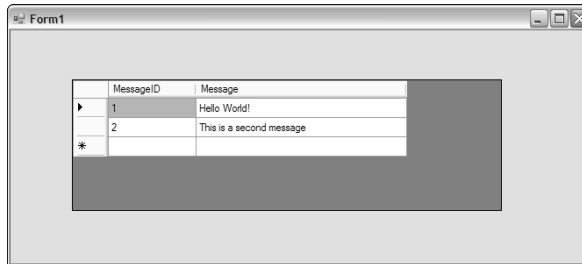 Form1
MessageID Message
1 Hello World!
2 This is a second message